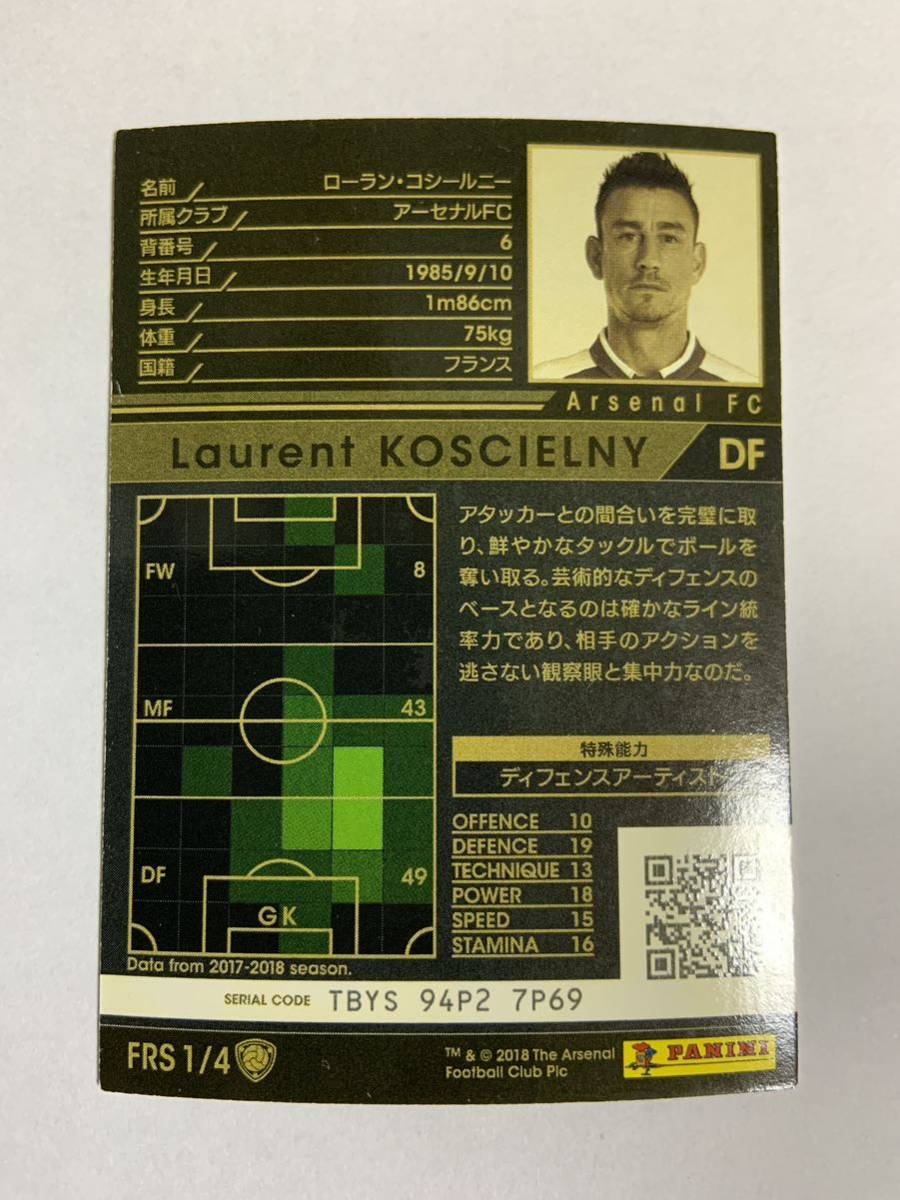 名前 ローラン・コシールニー
所属クラブ アーセナルFC
背番号 6
生年月日 1985/9/10
身長 1m86cm
体重 75kg
国籍 フランス
Arsenal FC
Laurent KOSCIELNY DF
FW 8
MF 43
DF 49
GK
Data from 2017-2018 season.
アタッカーとの間合いを完璧に取
り、鮮やかなタックルでボールを
奪い取る。芸術的なディフェンスの
ベースとなるのは確かなライン統
率力であり、相手のアクションを
逃さない観察眼と集中力なのだ。
特殊能力
ディフェンスアーティスト
OFFENCE 10
DEFENCE 19
TECHNIQUE 13
POWER 18
SPEED 15
STAMINA 16
SERIAL CODE TBYS 94P2 7P69
FRS 1/4
™ & © 2018 The Arsenal
Football Club Plc
PANINI